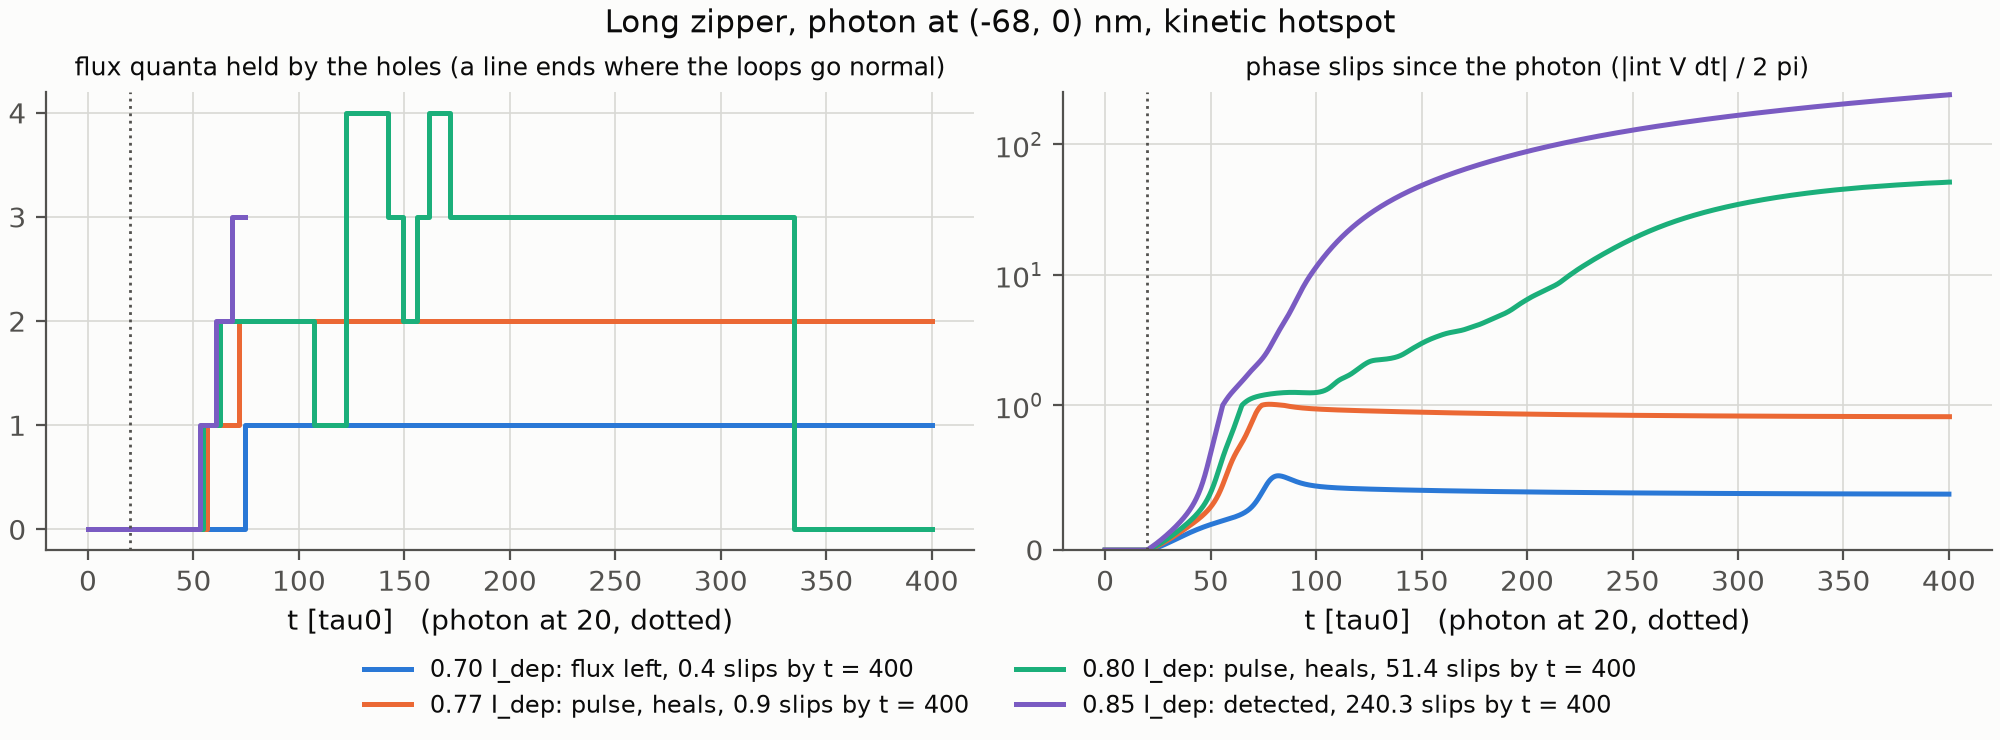 Long zipper, photon at (-68, 0) nm, kinetic hotspot
flux quanta held by the holes (a line ends where the loops go normal)
4
3
2
1
0
0 50 100 150 200 250 300 350 400
t [tau0] (photon at 20, dotted)
phase slips since the photon (|int V dt| / 2 pi)
10²
10¹
10⁰
0
0 50 100 150 200 250 300 350 400
t [tau0] (photon at 20, dotted)
0.70 l_dep: flux left, 0.4 slips by t = 400
0.77 l_dep: pulse, heals, 0.9 slips by t = 400
0.80 l_dep: pulse, heals, 51.4 slips by t = 400
0.85 l_dep: detected, 240.3 slips by t = 400